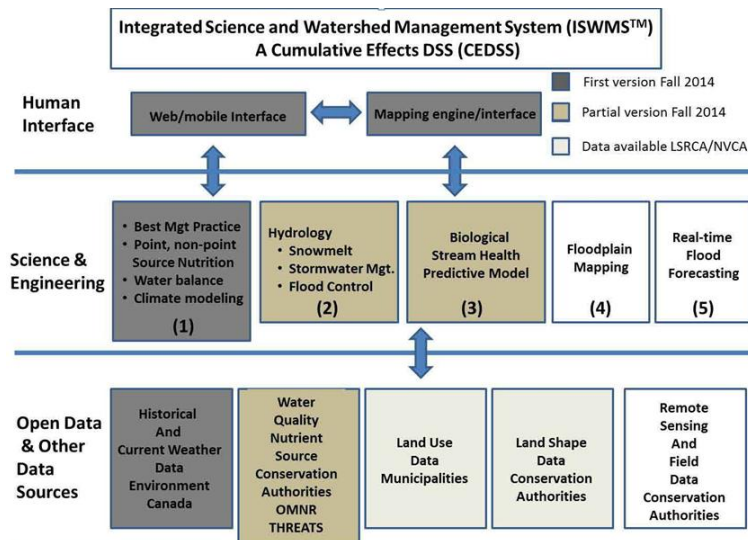 Integrated Science and Watershed Management System (ISWMS™)
A Cumulative Effects DSS (CEDSS)
First version Fall 2014
Partial version Fall 2014
Data available LSRCA/NVCA
Human
Interface
Web/mobile Interface
Mapping engine/interface
Science &
Engineering
• Best Mgt Practice
• Point, non-point
Source Nutrition
• Water balance
• Climate modeling
(1)
Hydrology
• Snowmelt
• Stormwater Mgt.
• Flood Control
(2)
Biological
Stream Health
Predictive Model
(3)
Floodplain
Mapping
(4)
Real-time
Flood
Forecasting
(5)
Open Data
& Other
Data
Sources
Historical
And
Current Weather
Data
Environment
Canada
Water
Quality
Nutrient
Source
Conservation
Authorities
OMNR
THREATS
Land Use
Data
Municipalities
Land Shape
Data
Conservation
Authorities
Remote
Sensing
And
Field
Data
Conservation
Authorities